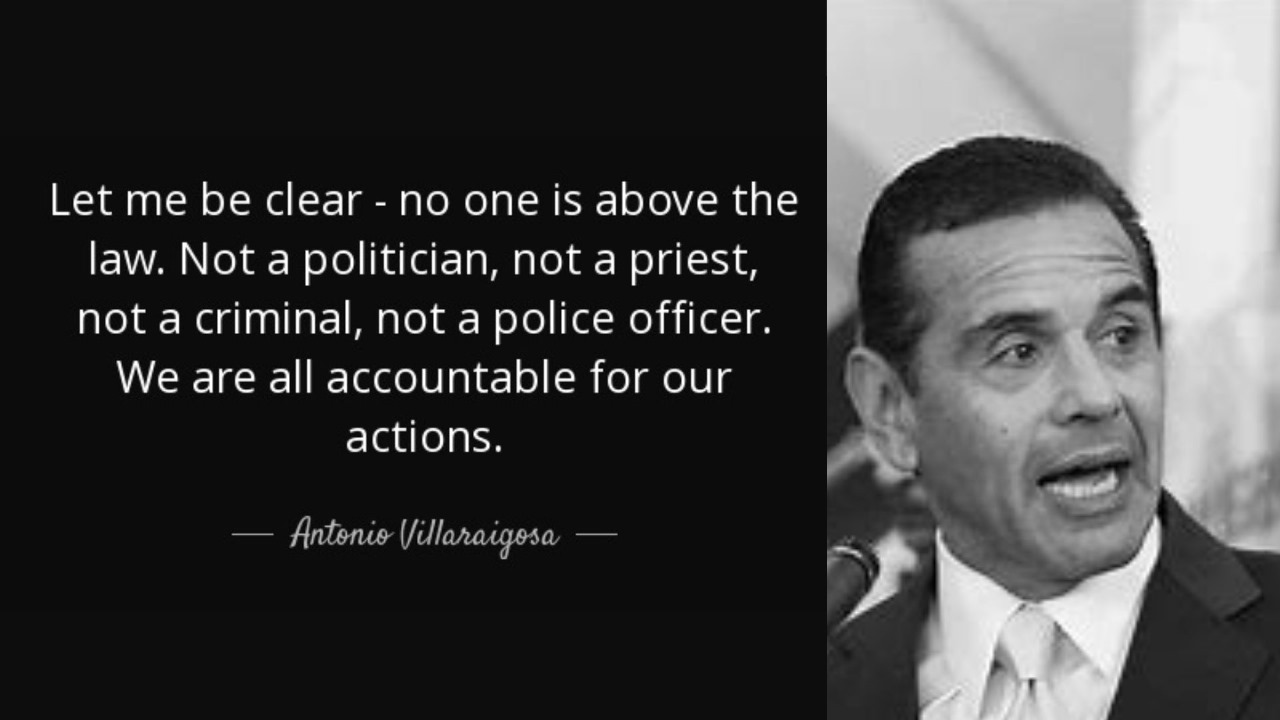 Let me be clear - no one is above the
law. Not a politician, not a priest,
not a criminal, not a police officer.
We are all accountable for our
actions.
Antonio Villaraigosa